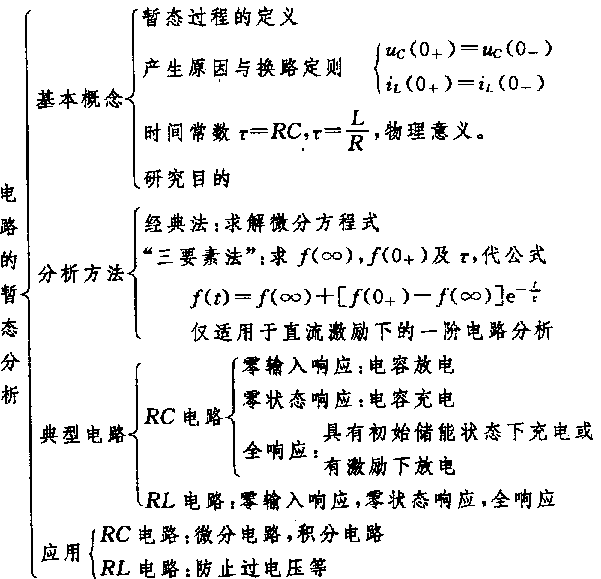 电路的暂态分析
基本概念
暂态过程的定义
产生原因与换路定则
u_C(0₊)=u_C(0₋)
i_L(0₊)=i_L(0₋)
时间常数 τ=RC,τ=L/R,物理意义。
研究目的
分析方法
经典法:求解微分方程式
“三要素法”:求 f(∞),f(0₊)及 τ,代公式
f(t)=f(∞)+[f(0₊)-f(∞)]e^{-t/τ}
仅适用于直流激励下的一阶电路分析
典型电路
RC 电路
零输入响应:电容放电
零状态响应:电容充电
全响应:
具有初始储能状态下充电或
有激励下放电
RL 电路:零输入响应,零状态响应,全响应
应用
RC 电路:微分电路,积分电路
RL 电路:防止过电压等